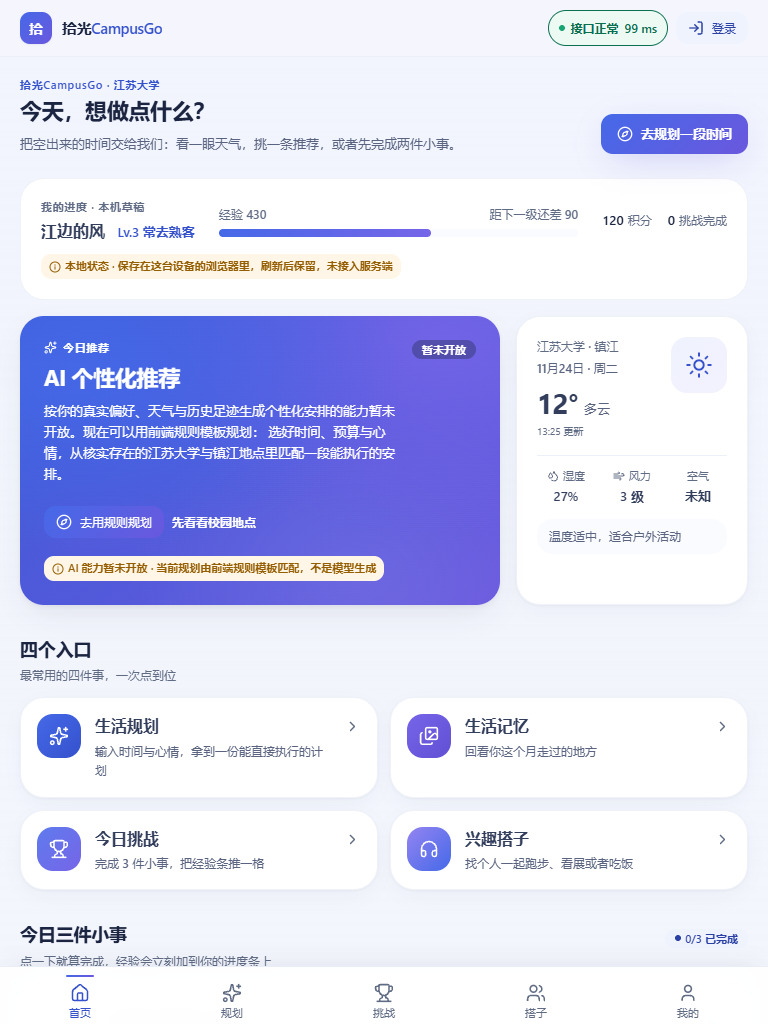 拾 拾光CampusGo
接口正常 99 ms
登录
拾光CampusGo · 江苏大学
今天，想做点什么？
把空出来的时间交给我们：看一眼天气，挑一条推荐，或者先完成两件小事。
去规划一段时间
我的进度 · 本机草稿
江边的风 Lv.3 常去熟客
经验 430
距下一级还差 90
120 积分 0 挑战完成
本地状态 · 保存在这台设备的浏览器里，刷新后保留，未接入服务端
今日推荐
暂未开放
AI 个性化推荐
按你的真实偏好、天气与历史足迹生成个性化安排的能力暂未
开放。现在可以用前端规则模板规划： 选好时间、预算与心
情，从核实存在的江苏大学与镇江地点里匹配一段能执行的安
排。
去用规则规划 先看看校园地点
AI 能力暂未开放 · 当前规划由前端规则模板匹配，不是模型生成
江苏大学 · 镇江
11月24日 · 周二
12° 多云
13:25 更新
湿度 风力 空气
27% 3 级 未知
温度适中，适合户外活动
四个入口
最常用的四件事，一次点到位
生活规划
输入时间与心情，拿到一份能直接执行的计
划
生活记忆
回看你这个月走过的地方
今日挑战
完成 3 件小事，把经验条推一格
兴趣搭子
找个人一起跑步、看展或者吃饭
今日三件小事
0/3 已完成
点一下就算完成，经验会立刻加到你的进度条上
首页 规划 挑战 搭子 我的